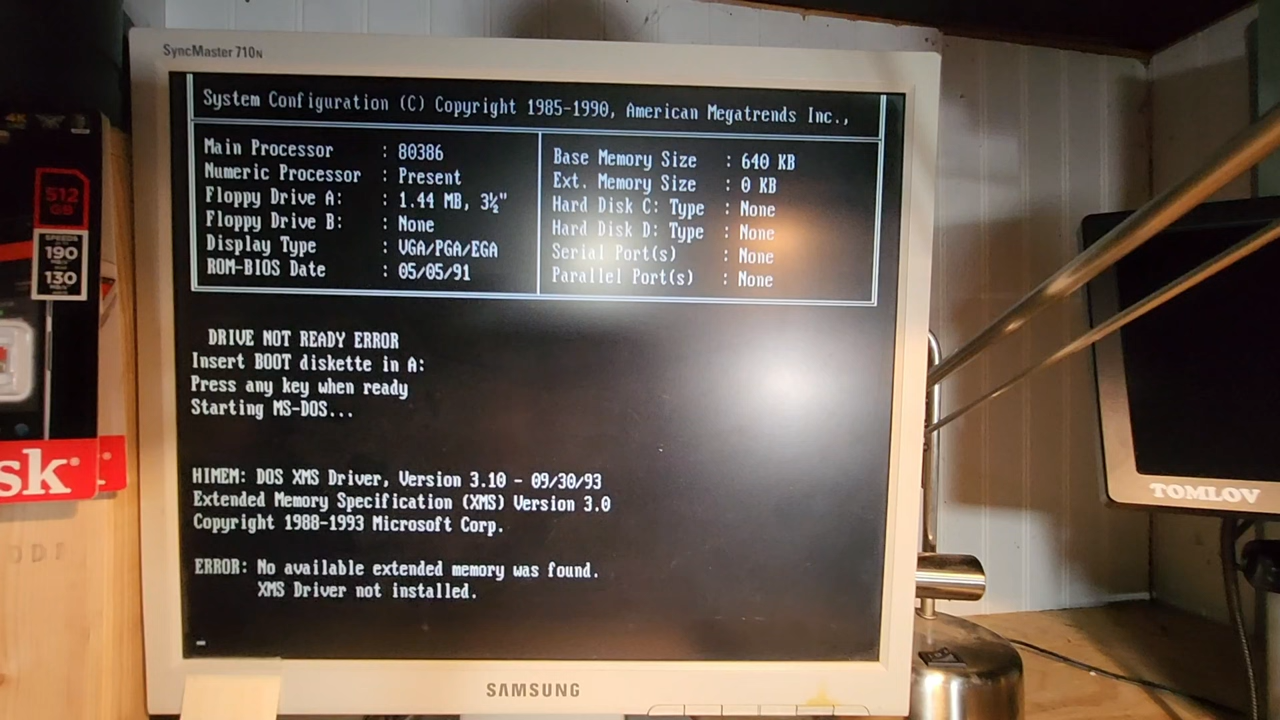 SyncMaster 710N
System Configuration (C) Copyright 1985-1990, American Megatrends Inc.,
Main Processor : 80386
Numeric Processor : Present
Floppy Drive A: : 1.44 MB, 3½"
Floppy Drive B: : None
Display Type : VGA/PGA/EGA
ROM-BIOS Date : 05/05/91
Base Memory Size : 640 KB
Ext. Memory Size : 0 KB
Hard Disk C: Type : None
Hard Disk D: Type : None
Serial Port(s) : None
Parallel Port(s) : None
DRIVE NOT READY ERROR
Insert BOOT diskette in A:
Press any key when ready
Starting MS-DOS...
HIMEM: DOS XMS Driver, Version 3.10 - 09/30/93
Extended Memory Specification (XMS) Version 3.0
Copyright 1988-1993 Microsoft Corp.
ERROR: No available extended memory was found.
XMS Driver not installed.
SAMSUNG
4K
512
GB
SPEEDS
190
130
sk
TOMLOV